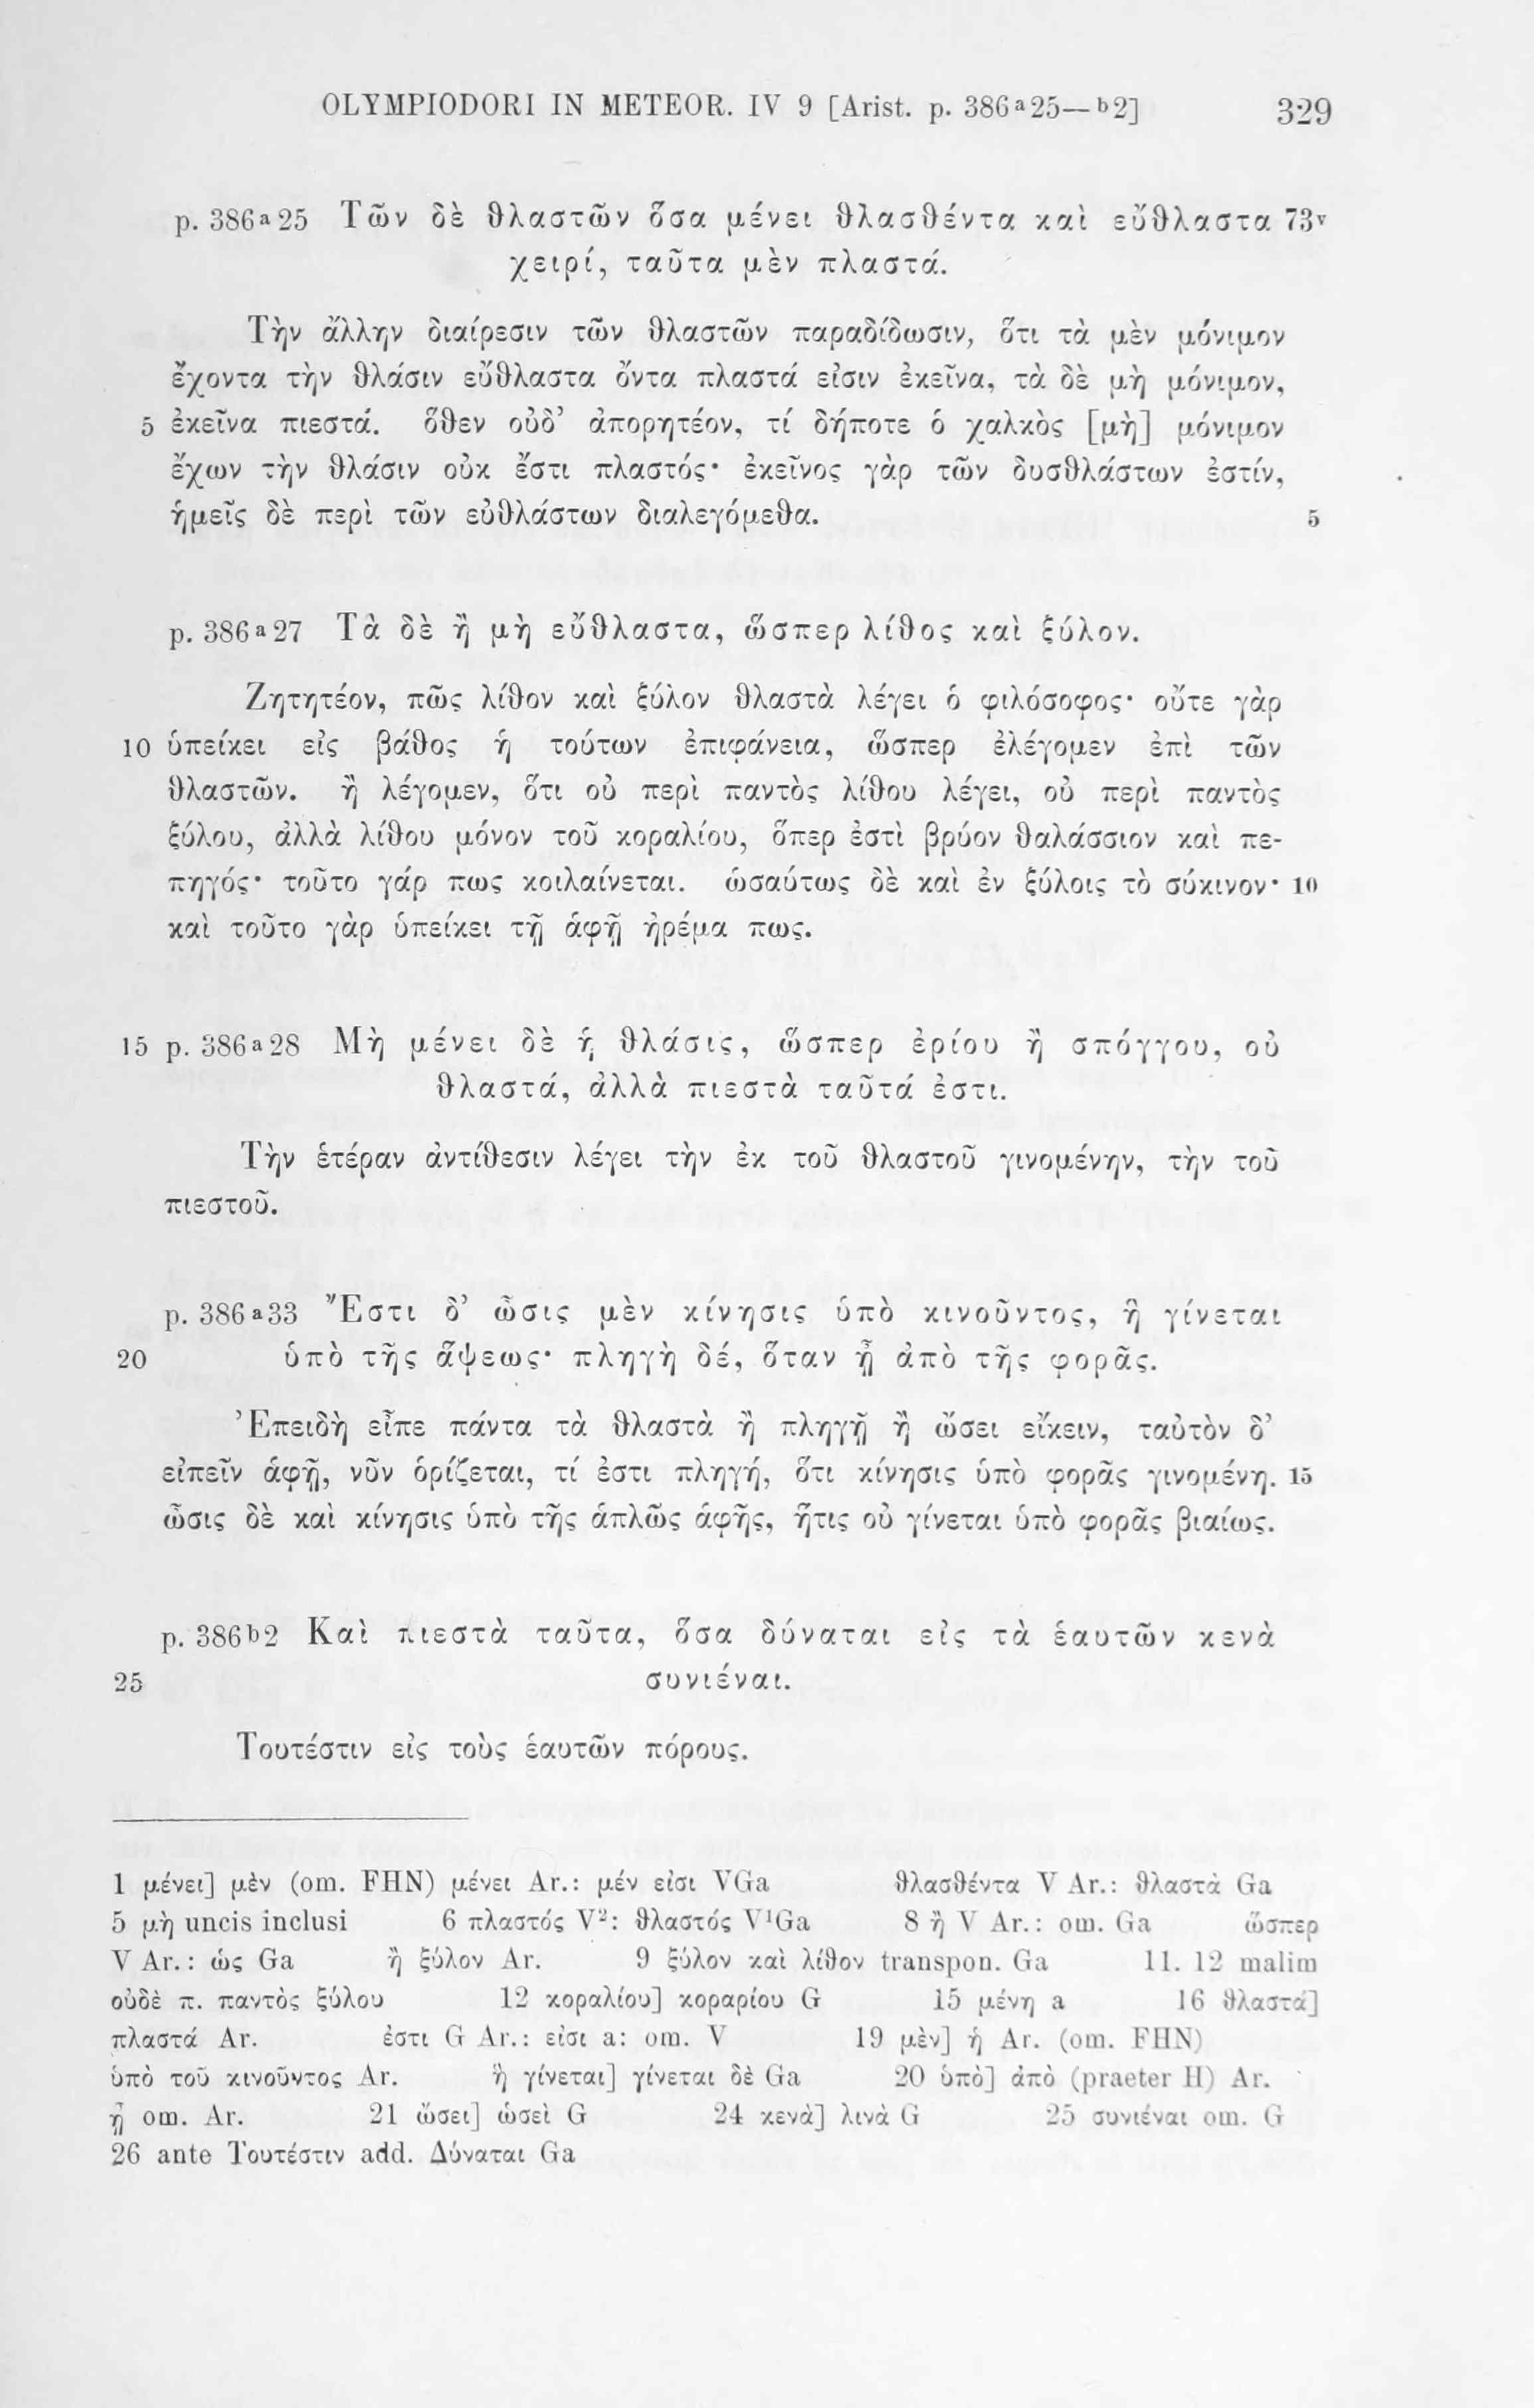 OLYMPIODORI IN METEOR. IV 9 [Arist. p. 386ᵃ25—ᵇ2] 329
p. 386ᵃ25 Τῶν δὲ θλαστῶν ὅσα μένει θλασθέντα καὶ εὔθλαστα 73ᵛ
χειρί, ταῦτα μὲν πλαστά.
Τὴν ἄλλην διαίρεσιν τῶν θλαστῶν παραδίδωσιν, ὅτι τὰ μὲν μόνιμον
ἔχοντα τὴν θλάσιν εὔθλαστα ὄντα πλαστά εἰσιν ἐκεῖνα, τὰ δὲ μὴ μόνιμον,
5 ἐκεῖνα πιεστά. ὅθεν οὐδ’ ἀπορητέον, τί δήποτε ὁ χαλκὸς [μὴ] μόνιμον
ἔχων τὴν θλάσιν οὐκ ἔστι πλαστός· ἐκεῖνος γὰρ τῶν δυσθλάστων ἐστίν,
ἡμεῖς δὲ περὶ τῶν εὐθλάστων διαλεγόμεθα. 5
p. 386ᵃ27 Τὰ δὲ ἢ μὴ εὔθλαστα, ὥσπερ λίθος καὶ ξύλον.
Ζητητέον, πῶς λίθον καὶ ξύλον θλαστὰ λέγει ὁ φιλόσοφος· οὔτε γὰρ
10 ὑπείκει εἰς βάθος ἡ τούτων ἐπιφάνεια, ὥσπερ ἐλέγομεν ἐπὶ τῶν
θλαστῶν. ἢ λέγομεν, ὅτι οὐ περὶ παντὸς λίθου λέγει, οὐ περὶ παντὸς
ξύλου, ἀλλὰ λίθου μόνον τοῦ κοραλίου, ὅπερ ἐστὶ βρύον θαλάσσιον καὶ πε-
πηγός· τοῦτο γάρ πως κοιλαίνεται. ὡσαύτως δὲ καὶ ἐν ξύλοις τὸ σύκινον· 10
καὶ τοῦτο γὰρ ὑπείκει τῇ ἁφῇ ἠρέμα πως.
15 p. 386ᵃ28 Μὴ μένει δὲ ἡ θλάσις, ὥσπερ ἐρίου ἢ σπόγγου, οὐ
θλαστά, ἀλλὰ πιεστὰ ταῦτά ἐστι.
Τὴν ἑτέραν ἀντίθεσιν λέγει τὴν ἐκ τοῦ θλαστοῦ γινομένην, τὴν τοῦ
πιεστοῦ.
p. 386ᵃ33 Ἔστι δ’ ὦσις μὲν κίνησις ὑπὸ κινοῦντος, ἢ γίνεται
20 ὑπὸ τῆς ἅψεως· πληγὴ δέ, ὅταν ᾖ ἀπὸ τῆς φορᾶς.
Ἐπειδὴ εἶπε πάντα τὰ θλαστὰ ἢ πληγῇ ἢ ὤσει εἴκειν, ταὐτὸν δ’
εἰπεῖν ἁφῇ, νῦν ὁρίζεται, τί ἐστι πληγή, ὅτι κίνησις ὑπὸ φορᾶς γινομένη. 15
ὦσις δὲ καὶ κίνησις ὑπὸ τῆς ἁπλῶς ἁφῆς, ἥτις οὐ γίνεται ὑπὸ φορᾶς βιαίως.
p. 386ᵇ2 Καὶ πιεστὰ ταῦτα, ὅσα δύναται εἰς τὰ ἑαυτῶν κενὰ
25 συνιέναι.
Τουτέστιν εἰς τοὺς ἑαυτῶν πόρους.
1 μένει] μὲν (om. FHN) μένει Ar.: μέν εἰσι VGa θλασθέντα V Ar.: θλαστὰ Ga
5 μὴ uncis inclusi 6 πλαστός V²: θλαστός V¹Ga 8 ἢ V Ar.: om. Ga ὥσπερ
V Ar.: ὡς Ga ἢ ξύλον Ar. 9 ξύλον καὶ λίθον transpon. Ga 11. 12 malim
οὐδὲ π. παντὸς ξύλου 12 κοραλίου] κοραρίου G 15 μένῃ a 16 θλαστά]
πλαστά Ar. ἐστι G Ar.: εἰσι a: om. V 19 μὲν] ἡ Ar. (om. FHN)
ὑπὸ τοῦ κινοῦντος Ar. ἢ γίνεται] γίνεται δὲ Ga 20 ὑπὸ] ἀπὸ (praeter H) Ar.
ᾖ om. Ar. 21 ὤσει] ὡσεὶ G 24 κενὰ] λινὰ G 25 συνιέναι om. G
26 ante Τουτέστιν add. Δύναται Ga